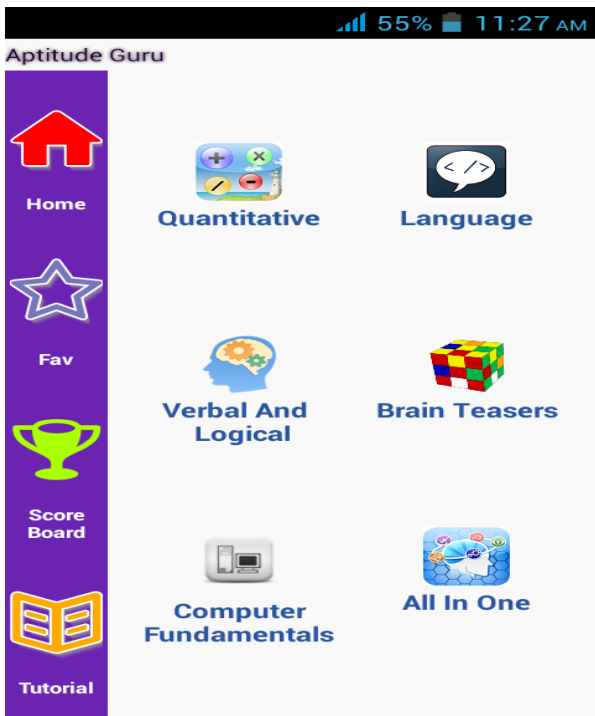 55% 11:27 AM
Aptitude Guru
Home
Fav
Score
Board
Tutorial
Quantitative
Language
Verbal And
Logical
Brain Teasers
Computer
Fundamentals
All In One